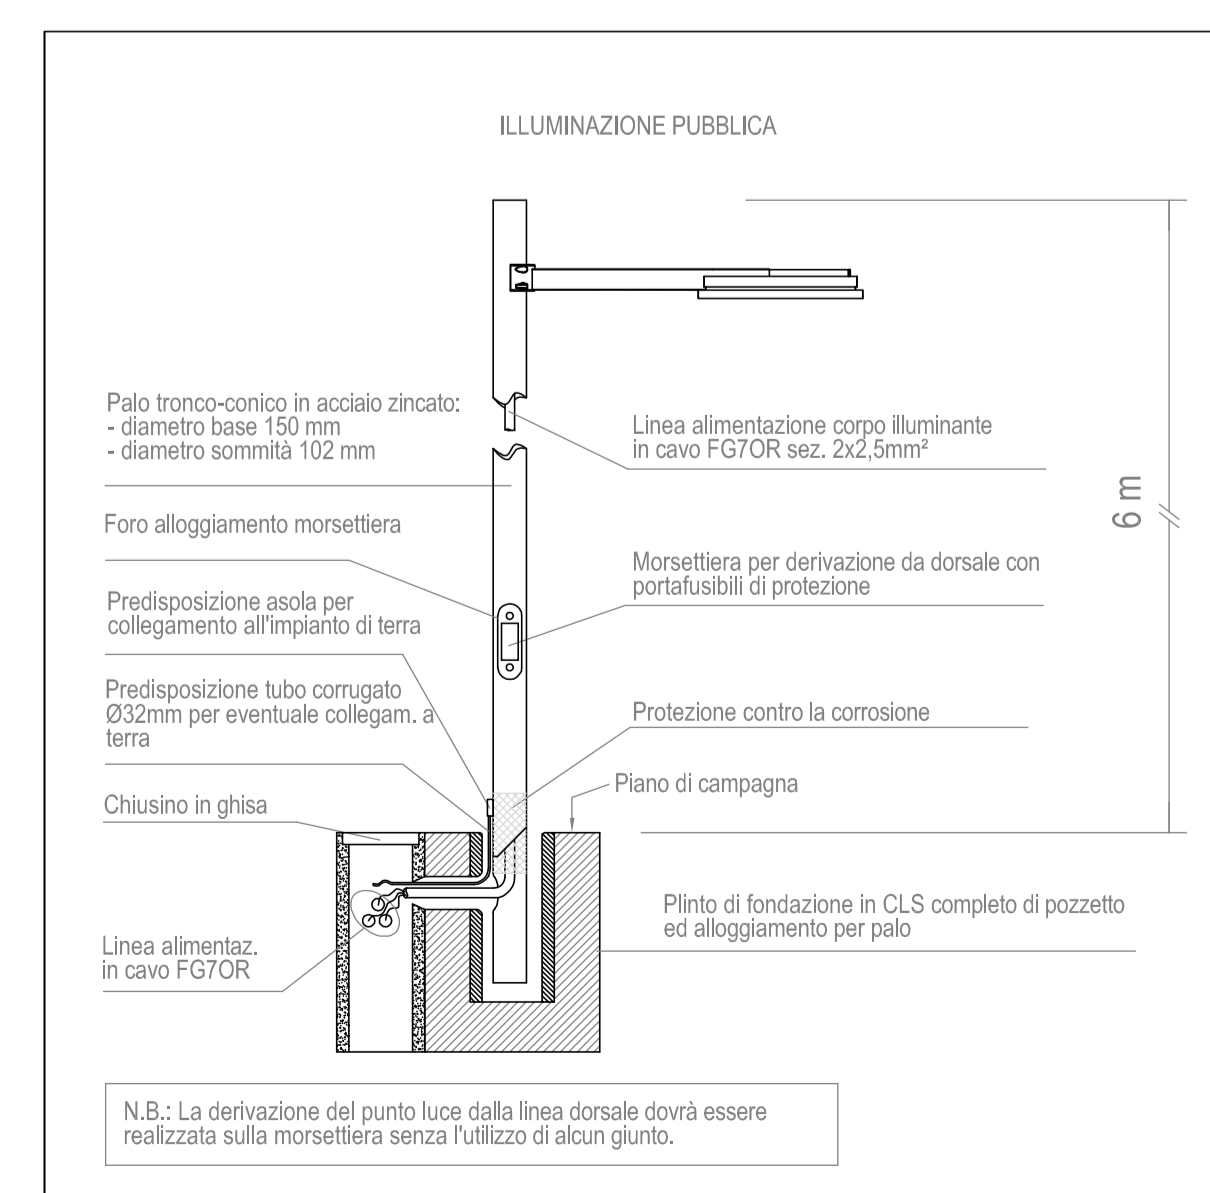 ILLUMINAZIONE PUBBLICA
Palo tronco-conico in acciaio zincato:
- diametro base 150 mm
- diametro sommità 102 mm
Linea alimentazione corpo illuminante
in cavo FG7OR sez. 2x2,5mm²
6 m
Foro alloggiamento morsettiera
Morsettiera per derivazione da dorsale con
portafusibili di protezione
Predisposizione asola per
collegamento all'impianto di terra
Predisposizione tubo corrugato
Ø32mm per eventuale collegam. a
terra
Protezione contro la corrosione
Piano di campagna
Chiusino in ghisa
Plinto di fondazione in CLS completo di pozzetto
ed alloggiamento per palo
Linea alimentaz.
in cavo FG7OR
N.B.: La derivazione del punto luce dalla linea dorsale dovrà essere
realizzata sulla morsettiera senza l'utilizzo di alcun giunto.